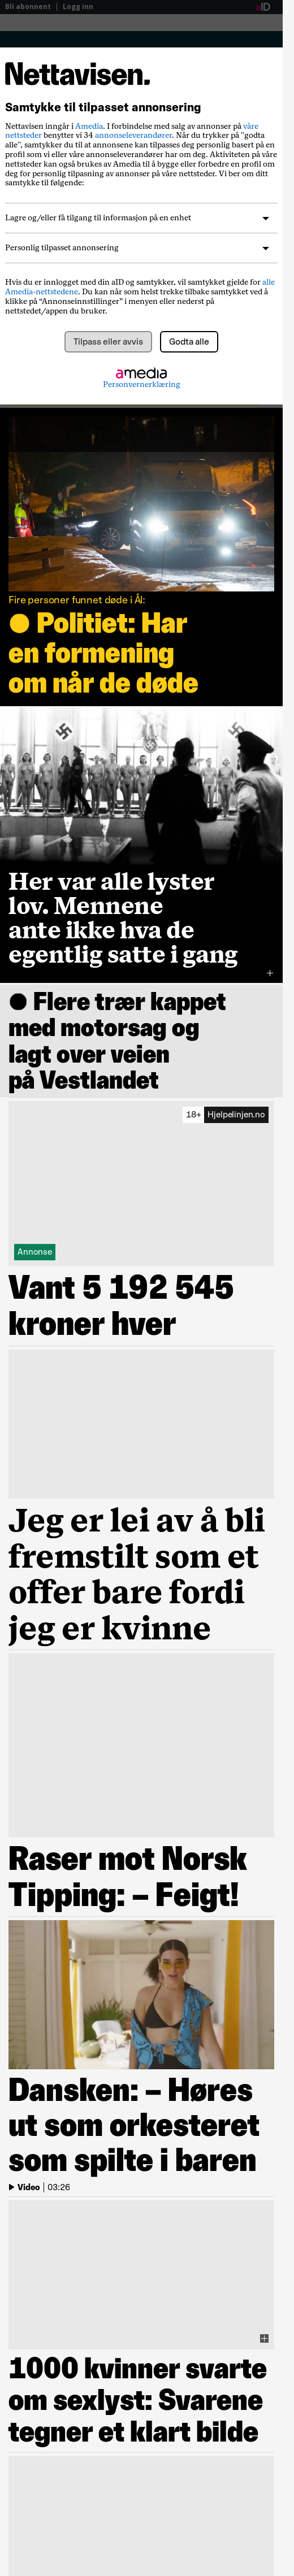 Bli abonnent | Logg inn
aID
Nettavisen.
Samtykke til tilpasset annonsering
Nettavisen inngår i Amedia. I forbindelse med salg av annonser på våre
nettsteder benytter vi 34 annonseleverandører. Når du trykker på "godta
alle", samtykker du til at annonsene kan tilpasses deg personlig basert på en
profil som vi eller våre annonseleverandører har om deg. Aktiviteten på våre
nettsteder kan også brukes av Amedia til å bygge eller forbedre en profil om
deg for personlig tilpasning av annonser på våre nettsteder. Vi ber om ditt
samtykke til følgende:
Lagre og/eller få tilgang til informasjon på en enhet
Personlig tilpasset annonsering
Hvis du er innlogget med din aID og samtykker, vil samtykket gjelde for alle
Amedia-nettstedene. Du kan når som helst trekke tilbake samtykket ved å
klikke på “Annonseinnstillinger” i menyen eller nederst på
nettstedet/appen du bruker.
Tilpass eller avvis
Godta alle
amedia
Personvernerklæring
Fire personer funnet døde i Ål:
Politiet: Har
en formening
om når de døde
Her var alle lyster
lov. Mennene
ante ikke hva de
egentlig satte i gang
Flere trær kappet
med motorsag og
lagt over veien
på Vestlandet
18+ Hjelpelinjen.no
Annonse
Vant 5 192 545
kroner hver
Jeg er lei av å bli
fremstilt som et
offer bare fordi
jeg er kvinne
Raser mot Norsk
Tipping: – Feigt!
Dansken: – Høres
ut som orkesteret
som spilte i baren
Video | 03:26
1000 kvinner svarte
om sexlyst: Svarene
tegner et klart bilde